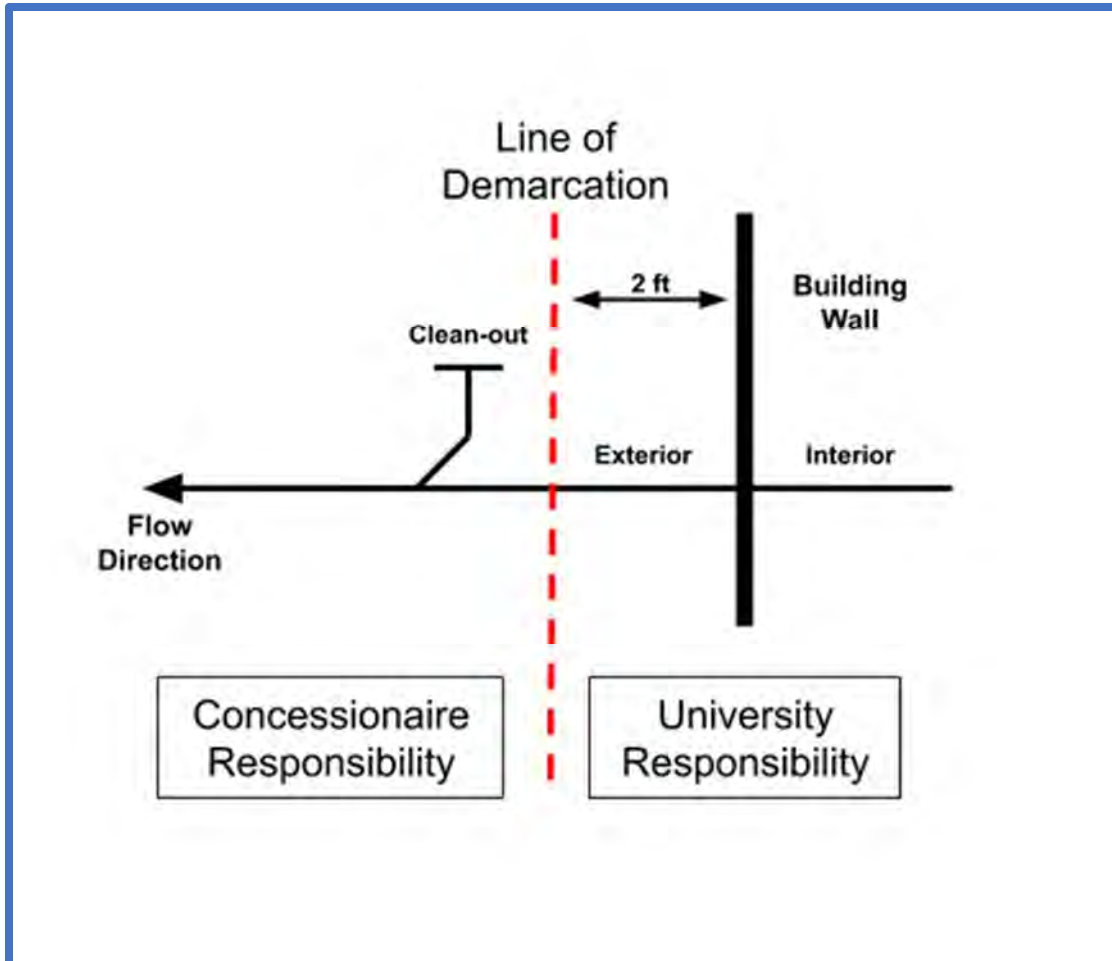 Line of
Demarcation
2 ft
Building
Wall
Clean-out
Exterior
Interior
Flow
Direction
Concessionaire
Responsibility
University
Responsibility